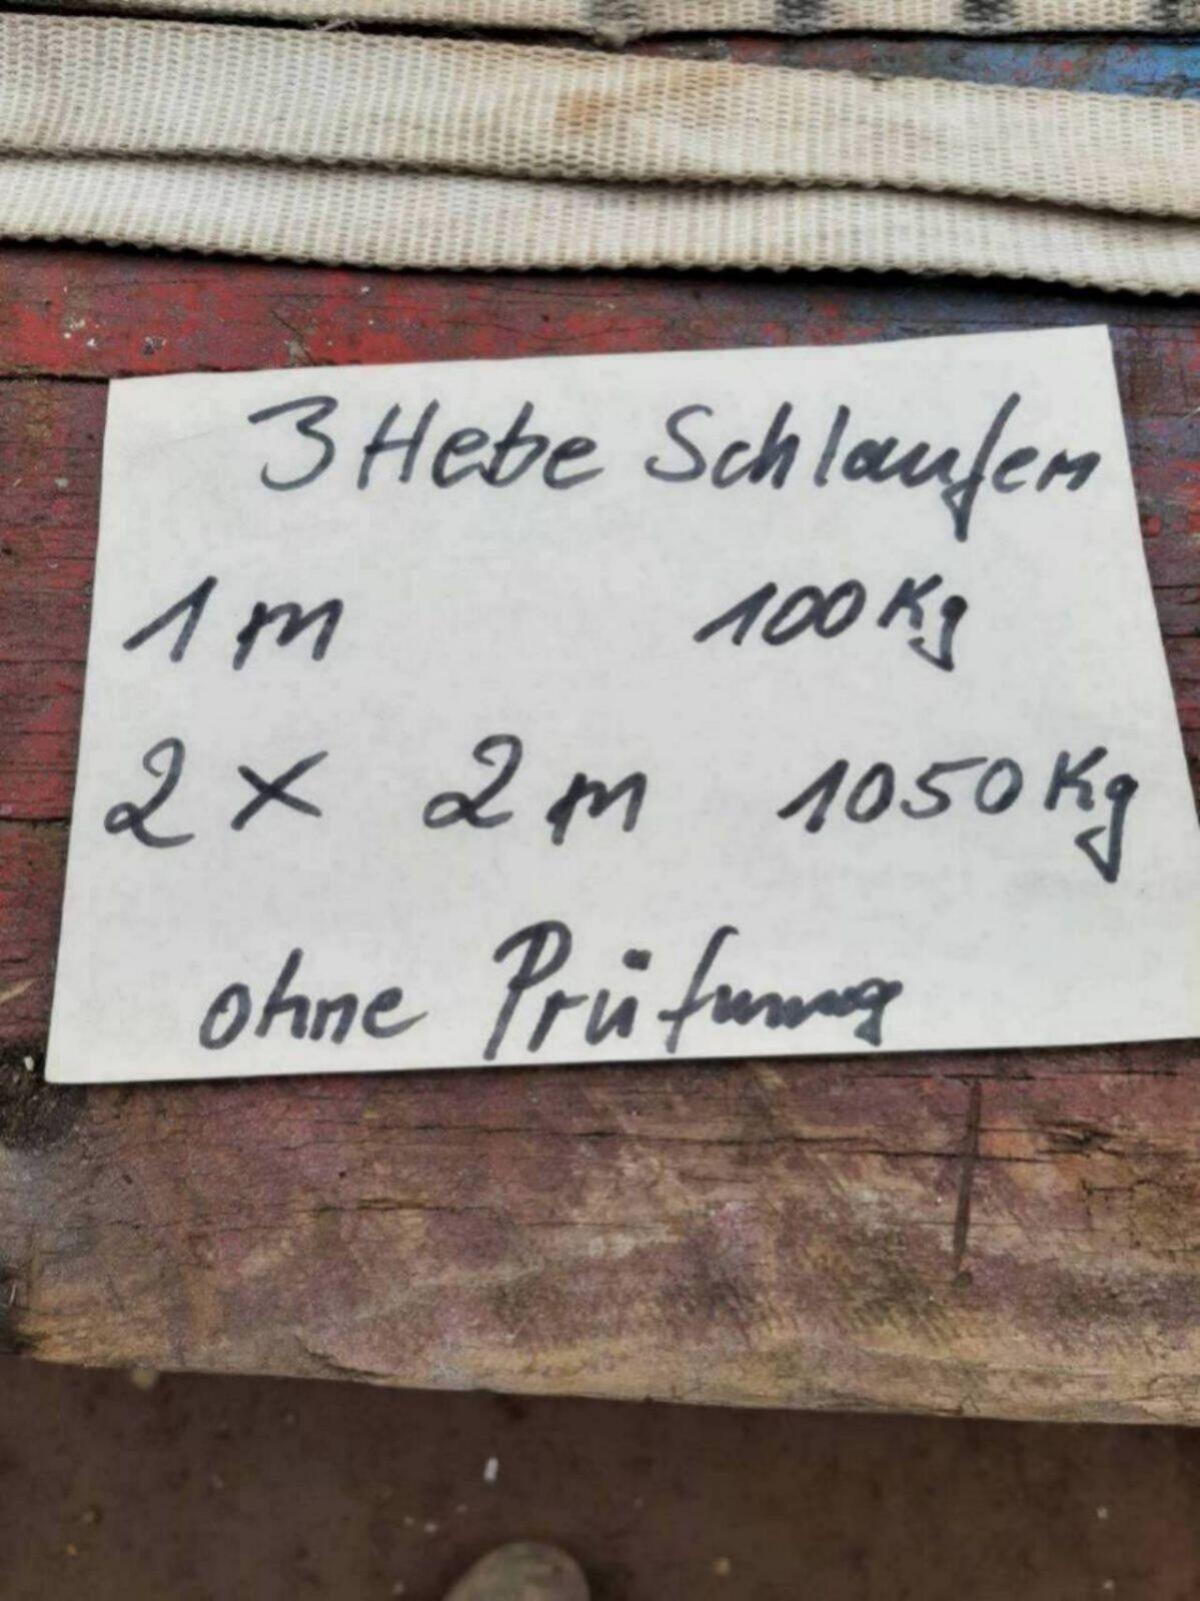 3 Hebe Schlaufen
1 m 100 Kg
2 x 2 m 1050 Kg
ohne Prüfung